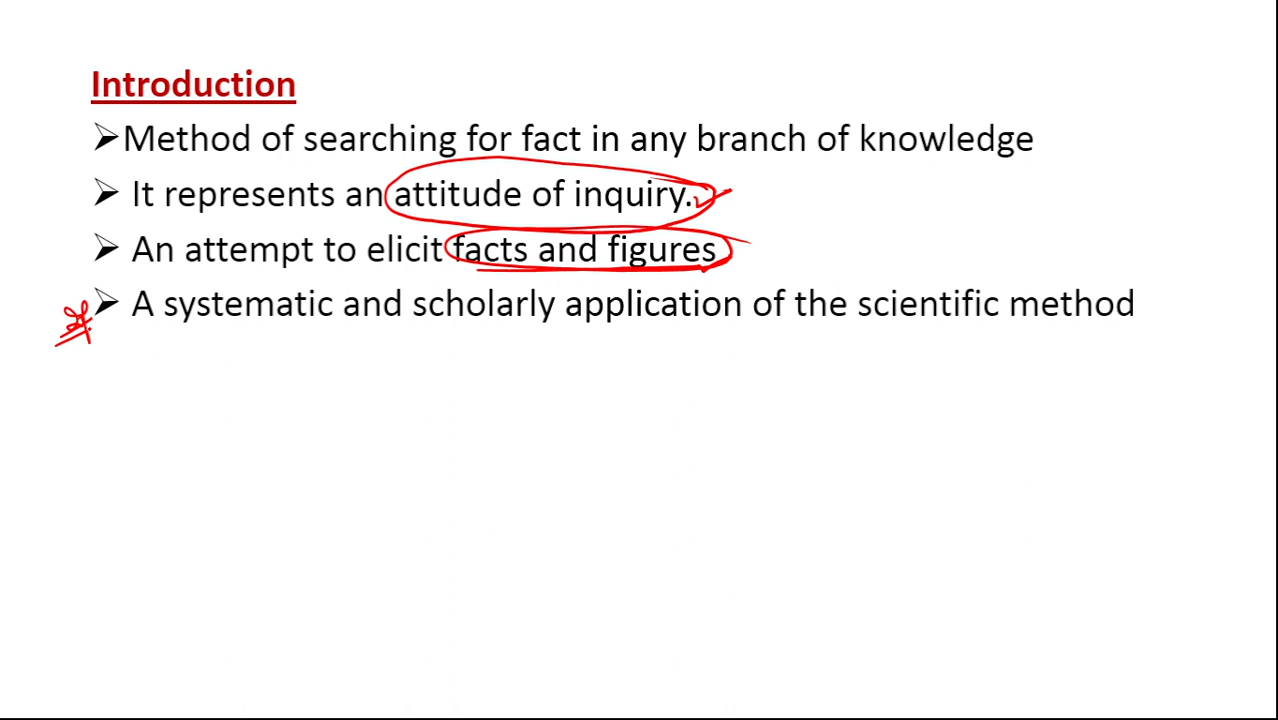 Introduction
➢Method of searching for fact in any branch of knowledge
➢ It represents an attitude of inquiry.
➢ An attempt to elicit facts and figures
➢ A systematic and scholarly application of the scientific method